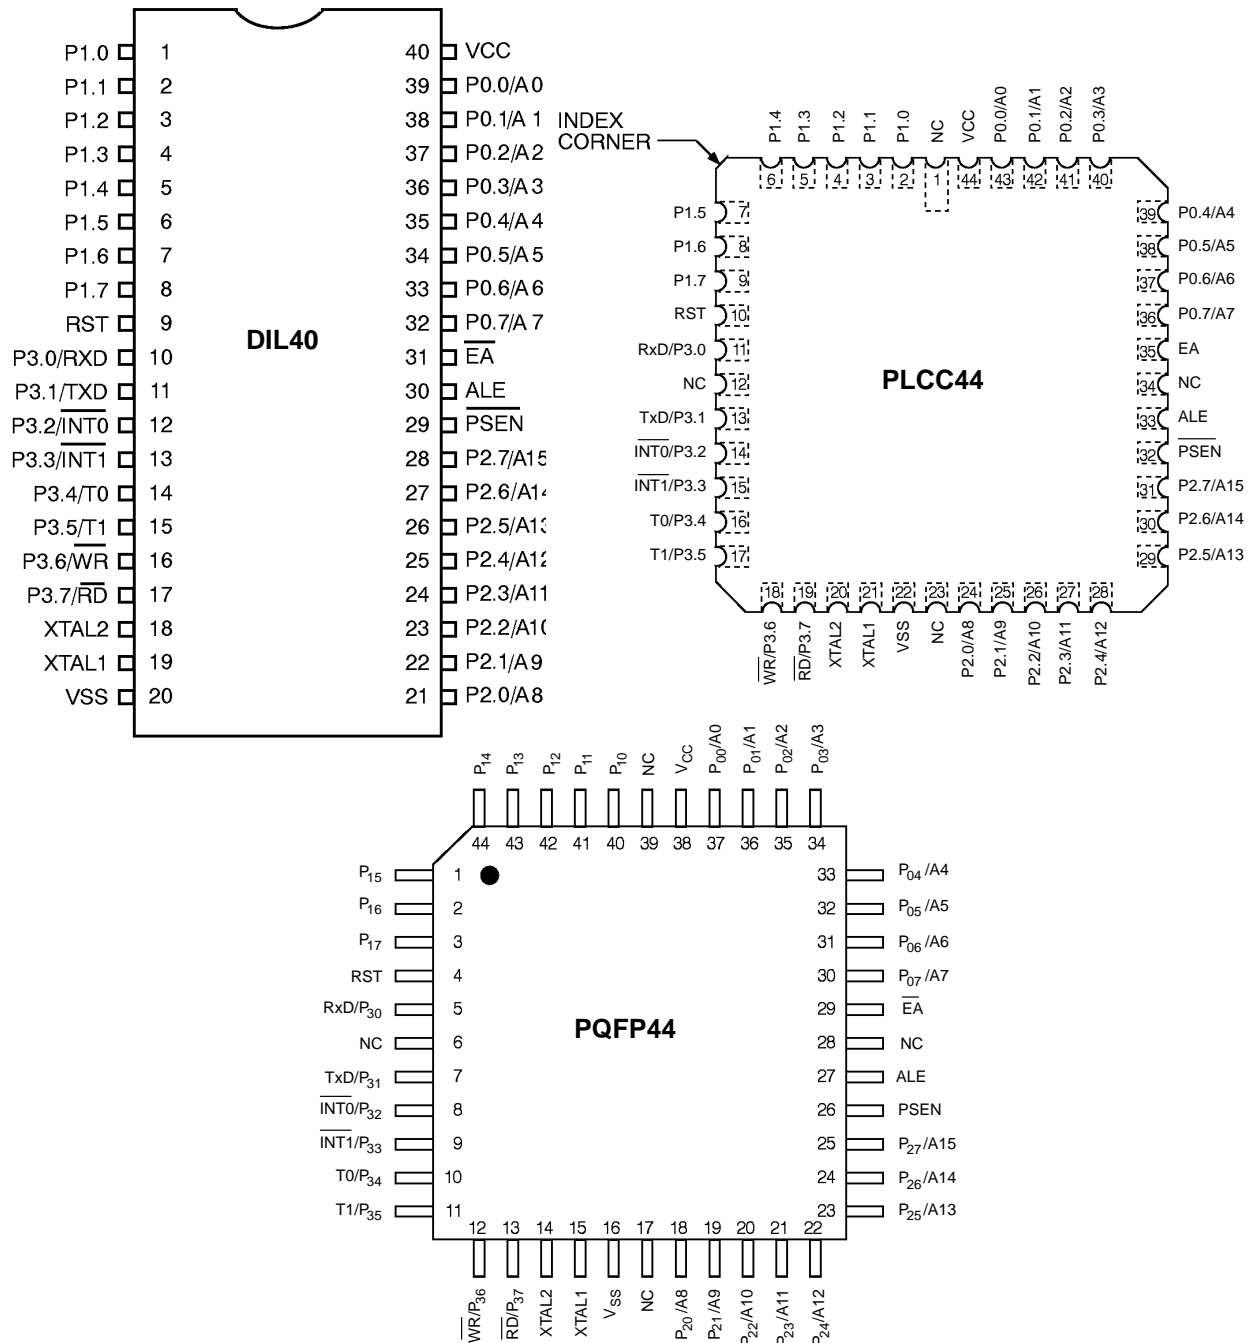 P1.0 1 40 VCC
P1.1 2 39 P0.0/A0
P1.2 3 38 P0.1/A1
P1.3 4 37 P0.2/A2
P1.4 5 36 P0.3/A3
P1.5 6 35 P0.4/A4
P1.6 7 34 P0.5/A5
P1.7 8 33 P0.6/A6
RST 9 32 P0.7/A7
DIL40
P3.0/RXD 10 31 EA
P3.1/TXD 11 30 ALE
P3.2/INT0 12 29 PSEN
P3.3/INT1 13 28 P2.7/A15
P3.4/T0 14 27 P2.6/A14
P3.5/T1 15 26 P2.5/A13
P3.6/WR 16 25 P2.4/A12
P3.7/RD 17 24 P2.3/A11
XTAL2 18 23 P2.2/A10
XTAL1 19 22 P2.1/A9
VSS 20 21 P2.0/A8
INDEX
CORNER
P1.4 P1.3 P1.2 P1.1 P1.0 NC VCC P0.0/A0 P0.1/A1 P0.2/A2 P0.3/A3
6 5 4 3 2 1 44 43 42 41 40
P1.5 7 39 P0.4/A4
P1.6 8 38 P0.5/A5
P1.7 9 37 P0.6/A6
RST 10 36 P0.7/A7
RxD/P3.0 11 35 EA
NC 12 34 NC
PLCC44
TxD/P3.1 13 33 ALE
INT0/P3.2 14 32 PSEN
INT1/P3.3 15 31 P2.7/A15
T0/P3.4 16 30 P2.6/A14
T1/P3.5 17 29 P2.5/A13
18 19 20 21 22 23 24 25 26 27 28
WR/P3.6 RD/P3.7 XTAL2 XTAL1 VSS NC P2.0/A8 P2.1/A9 P2.2/A10 P2.3/A11 P2.4/A12
P14 P13 P12 P11 P10 NC VCC P00/A0 P01/A1 P02/A2 P03/A3
44 43 42 41 40 39 38 37 36 35 34
P15 1 33 P04/A4
P16 2 32 P05/A5
P17 3 31 P06/A6
RST 4 30 P07/A7
RxD/P30 5 29 EA
PQFP44
NC 6 28 NC
TxD/P31 7 27 ALE
INT0/P32 8 26 PSEN
INT1/P33 9 25 P27/A15
T0/P34 10 24 P26/A14
T1/P35 11 23 P25/A13
12 13 14 15 16 17 18 19 20 21 22
WR/P36 RD/P37 XTAL2 XTAL1 VSS NC P20/A8 P21/A9 P22/A10 P23/A11 P24/A12